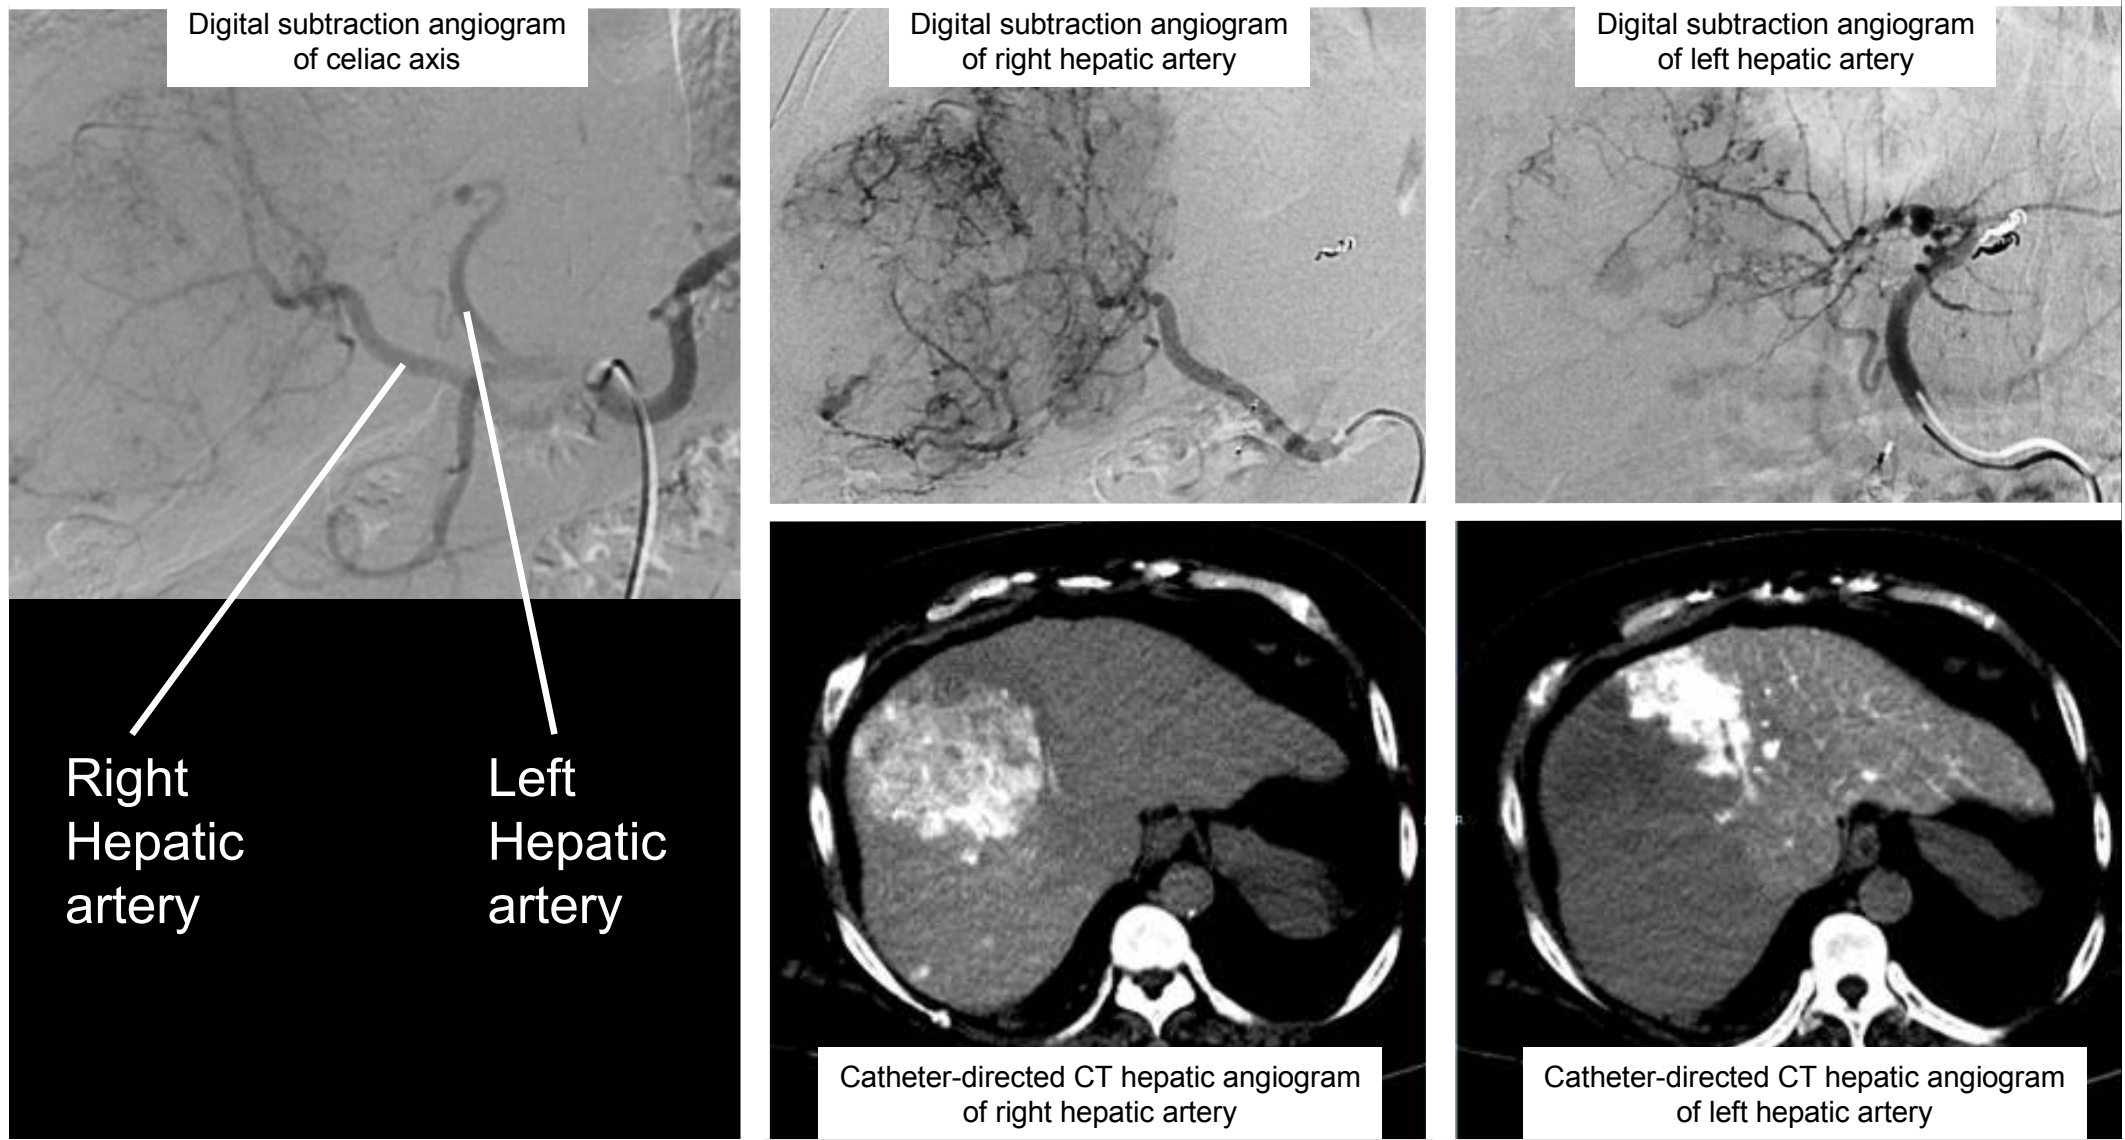 Digital subtraction angiogram
of celiac axis
Digital subtraction angiogram
of right hepatic artery
Digital subtraction angiogram
of left hepatic artery
Right
Hepatic
artery
Left
Hepatic
artery
Catheter-directed CT hepatic angiogram
of right hepatic artery
Catheter-directed CT hepatic angiogram
of left hepatic artery